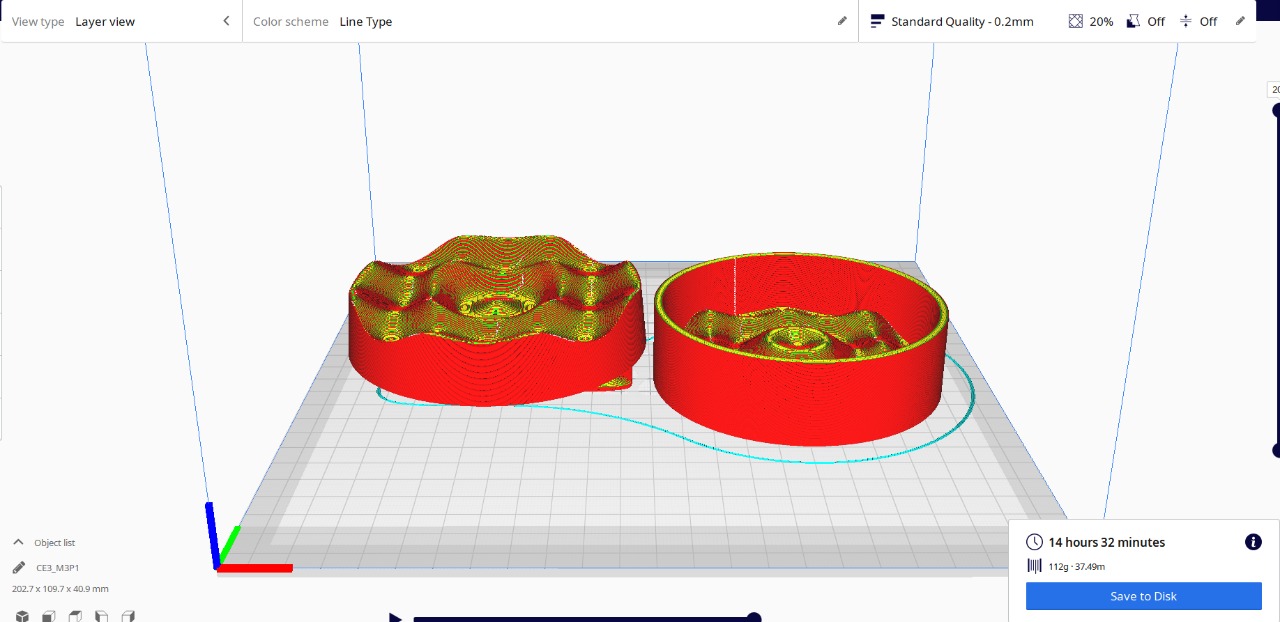 View type Layer view
Color scheme Line Type
Standard Quality - 0.2mm 20% Off Off
Object list
CE3_M3P1
202.7 x 109.7 x 40.9 mm
14 hours 32 minutes
112g · 37.49m
Save to Disk